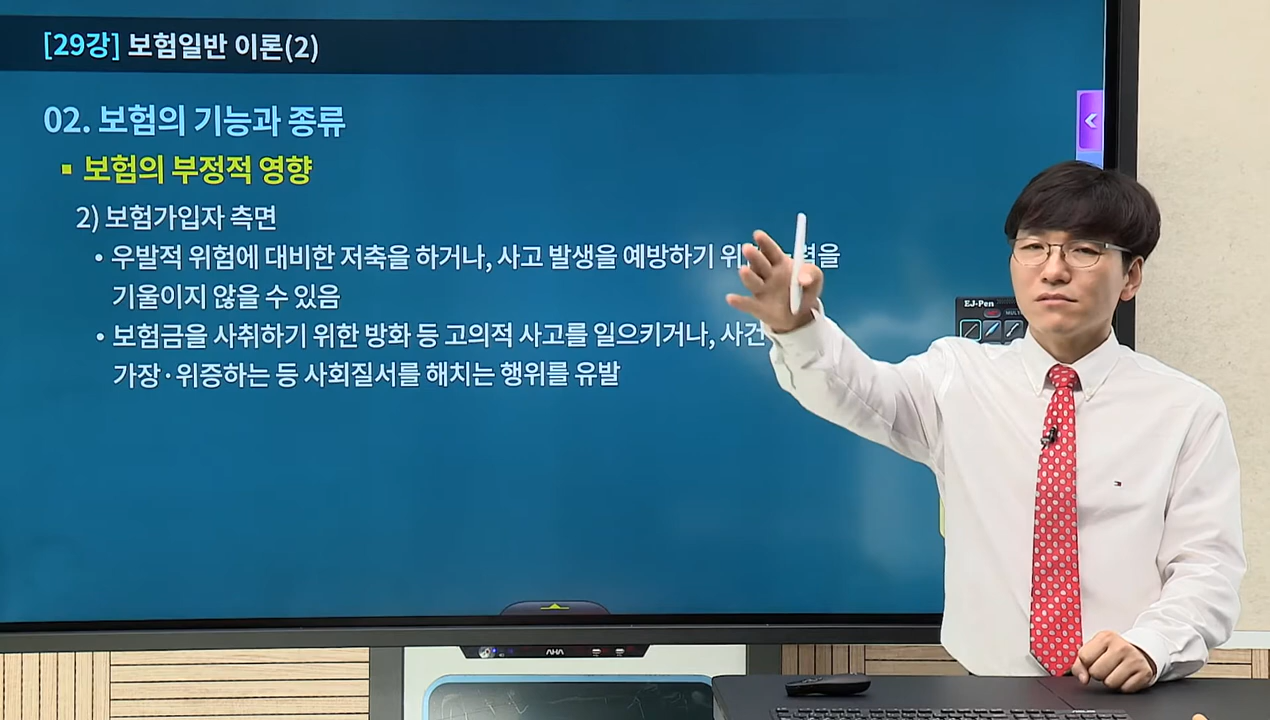 [29강] 보험일반 이론(2)
02. 보험의 기능과 종류
▪ 보험의 부정적 영향
2) 보험가입자 측면
• 우발적 위험에 대비한 저축을 하거나, 사고 발생을 예방하기
기울이지 않을 수 있음
• 보험금을 사취하기 위한 방화 등 고의적 사고를 일으키거나, 사건
가장·위증하는 등 사회질서를 해치는 행위를 유발
EJ-Pen
AHA